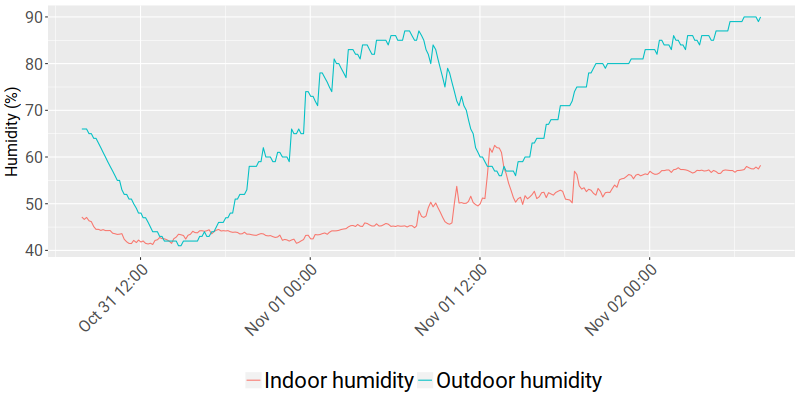 90
80
70
60
50
40
Humidity (%)
Oct 31 12:00
Nov 01 00:00
Nov 01 12:00
Nov 02 00:00
Indoor humidity
Outdoor humidity